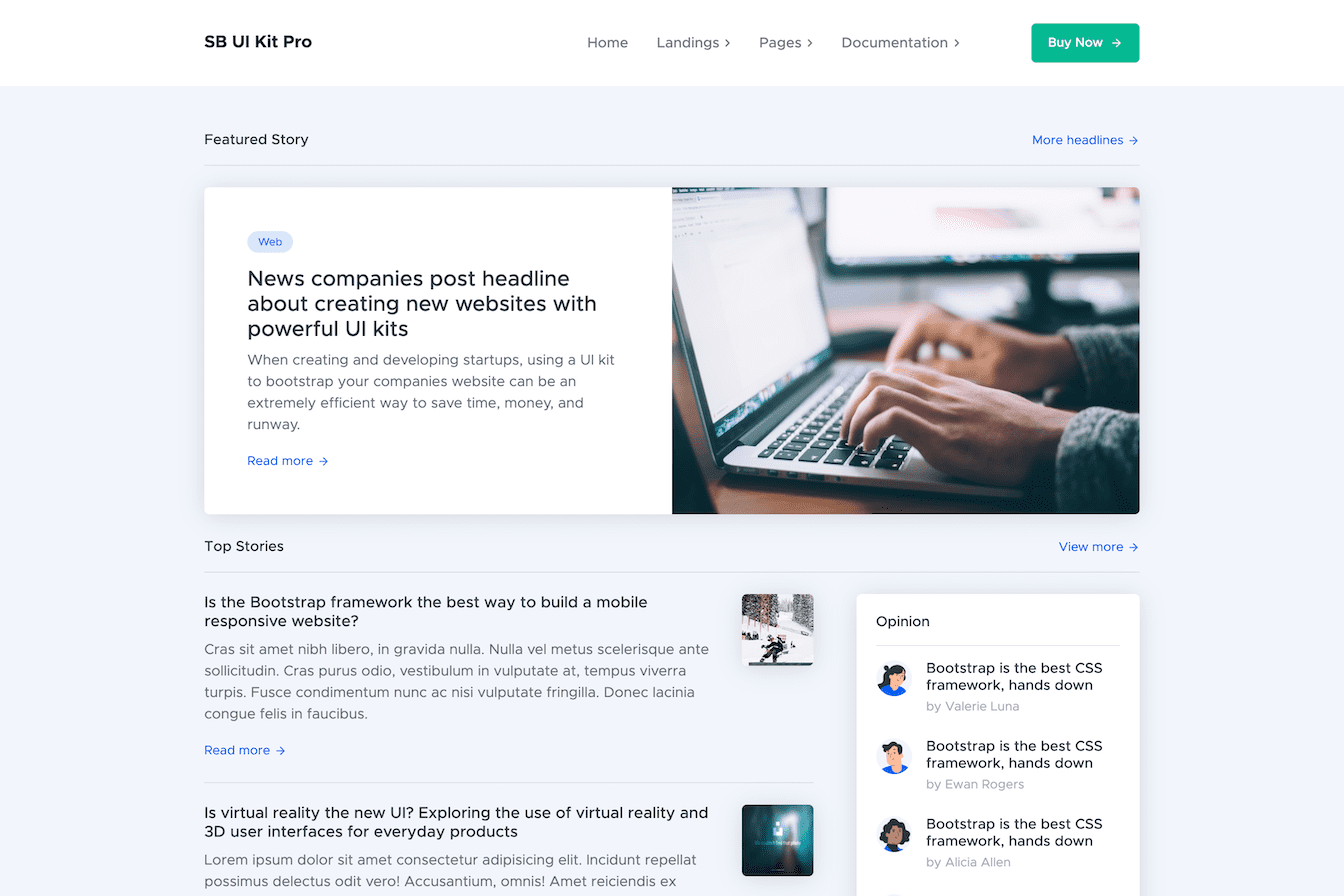 SB UI Kit Pro
Home
Landings
Pages
Documentation
Buy Now →
Featured Story
More headlines →
Web
News companies post headline
about creating new websites with
powerful UI kits
When creating and developing startups, using a UI kit
to bootstrap your companies website can be an
extremely efficient way to save time, money, and
runway.
Read more →
Top Stories
View more →
Is the Bootstrap framework the best way to build a mobile
responsive website?
Cras sit amet nibh libero, in gravida nulla. Nulla vel metus scelerisque ante
sollicitudin. Cras purus odio, vestibulum in vulputate at, tempus viverra
turpis. Fusce condimentum nunc ac nisi vulputate fringilla. Donec lacinia
congue felis in faucibus.
Read more →
Is virtual reality the new UI? Exploring the use of virtual reality and
3D user interfaces for everyday products
Lorem ipsum dolor sit amet consectetur adipisicing elit. Incidunt repellat
possimus delectus odit vero! Accusantium, omnis! Amet reiciendis ex
Opinion
Bootstrap is the best CSS
framework, hands down
by Valerie Luna
Bootstrap is the best CSS
framework, hands down
by Ewan Rogers
Bootstrap is the best CSS
framework, hands down
by Alicia Allen